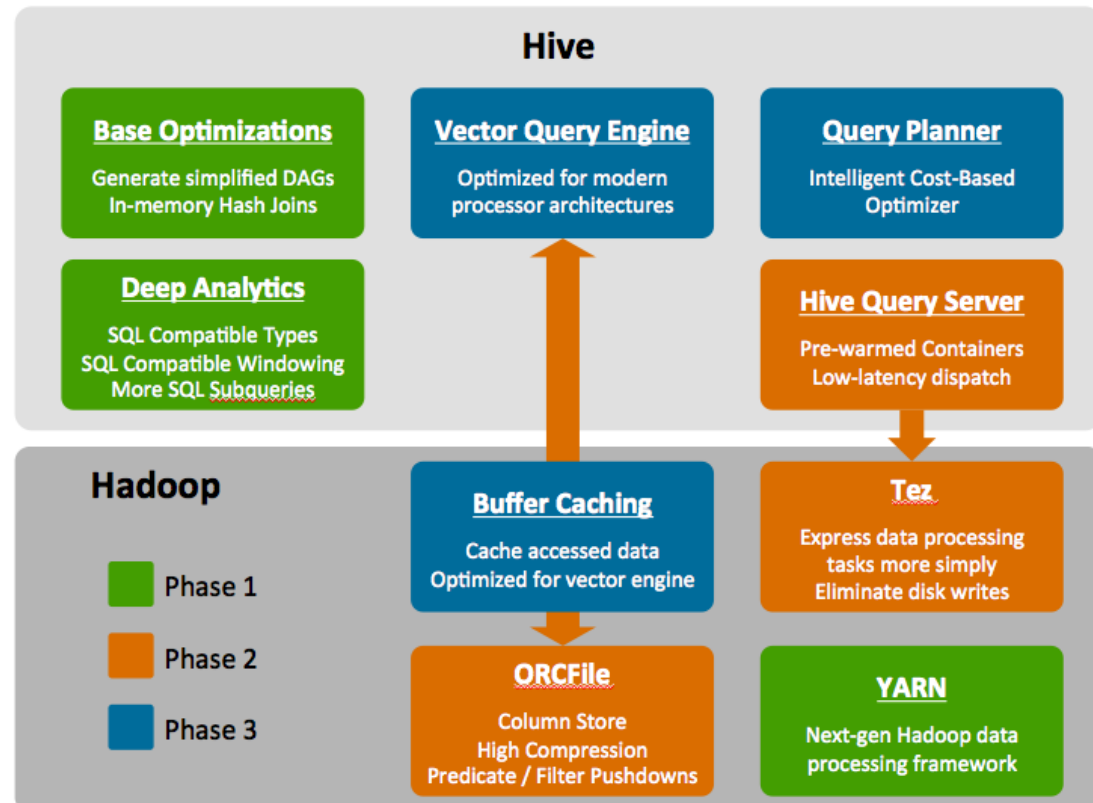 Hive
Base Optimizations
Generate simplified DAGs
In-memory Hash Joins
Vector Query Engine
Optimized for modern
processor architectures
Query Planner
Intelligent Cost-Based
Optimizer
Deep Analytics
SQL Compatible Types
SQL Compatible Windowing
More SQL Subqueries
Hive Query Server
Pre-warmed Containers
Low-latency dispatch
Hadoop
Phase 1
Phase 2
Phase 3
Buffer Caching
Cache accessed data
Optimized for vector engine
Tez
Express data processing
tasks more simply
Eliminate disk writes
ORCFile
Column Store
High Compression
Predicate / Filter Pushdowns
YARN
Next-gen Hadoop data
processing framework